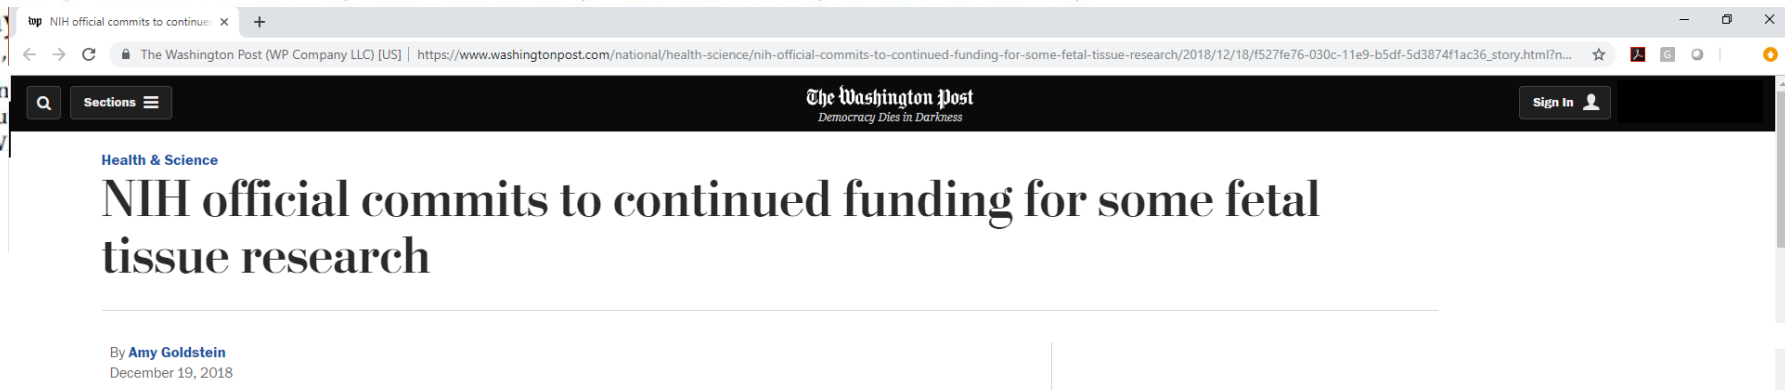 wp NIH official commits to continue
The Washington Post (WP Company LLC) [US] | https://www.washingtonpost.com/national/health-science/nih-official-commits-to-continued-funding-for-some-fetal-tissue-research/2018/12/18/f527fe76-030c-11e9-b5df-5d3874f1ac36_story.html?n...
Sections
The Washington Post
Democracy Dies in Darkness
Sign In
Health & Science
NIH official commits to continued funding for some fetal
tissue research
By Amy Goldstein
December 19, 2018